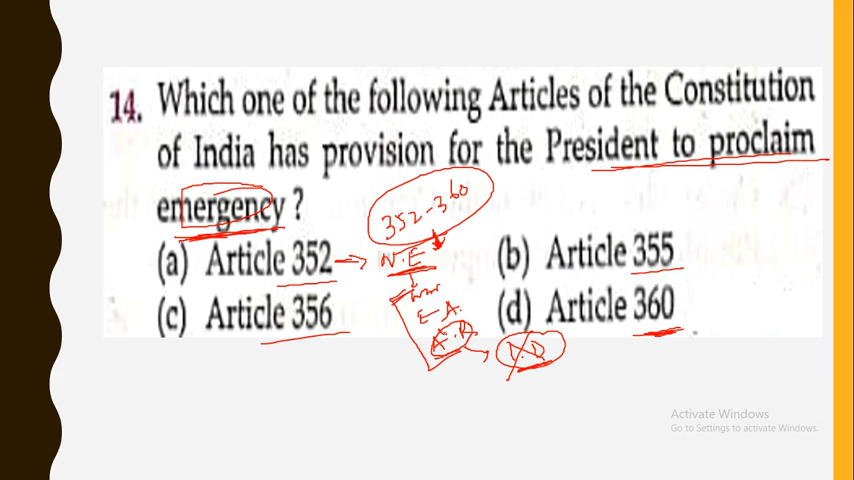 14. Which one of the following Articles of the Constitution
of India has provision for the President to proclaim
emergency ?
352-360
(a) Article 352 → N.E (b) Article 355
war
(c) Article 356 (d) Article 360
E-A.
A.R
I.D
Activate Windows
Go to Settings to activate Windows.